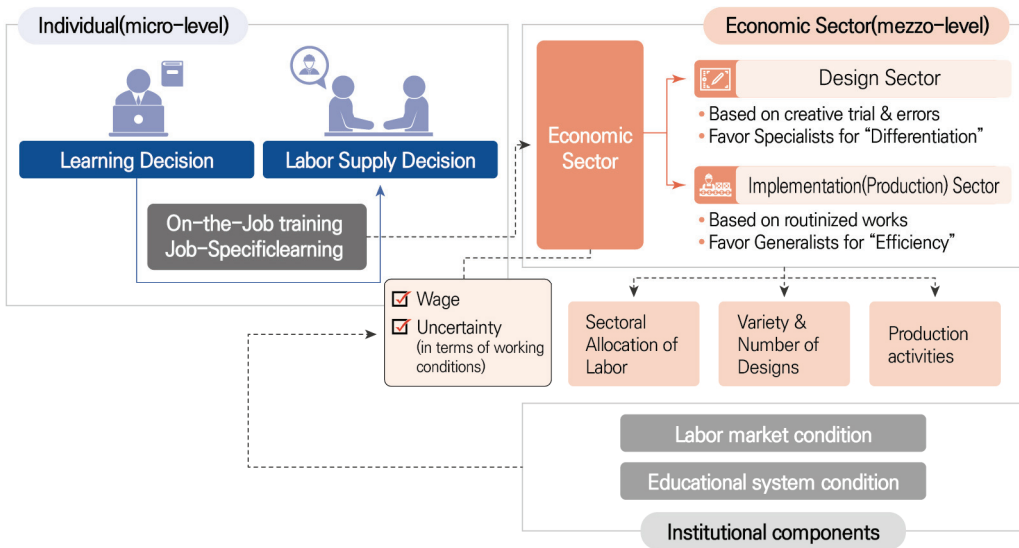 Individual(micro-level)
Learning Decision
Labor Supply Decision
On-the-Job training
Job-Specificlearning
Economic Sector(mezzo-level)
Economic
Sector
Design Sector
• Based on creative trial & errors
• Favor Specialists for “Differentiation”
Implementation(Production) Sector
• Based on routinized works
• Favor Generalists for “Efficiency”
Wage
Uncertainty
(in terms of working
conditions)
Sectoral
Allocation of
Labor
Variety &
Number of
Designs
Production
activities
Labor market condition
Educational system condition
Institutional components